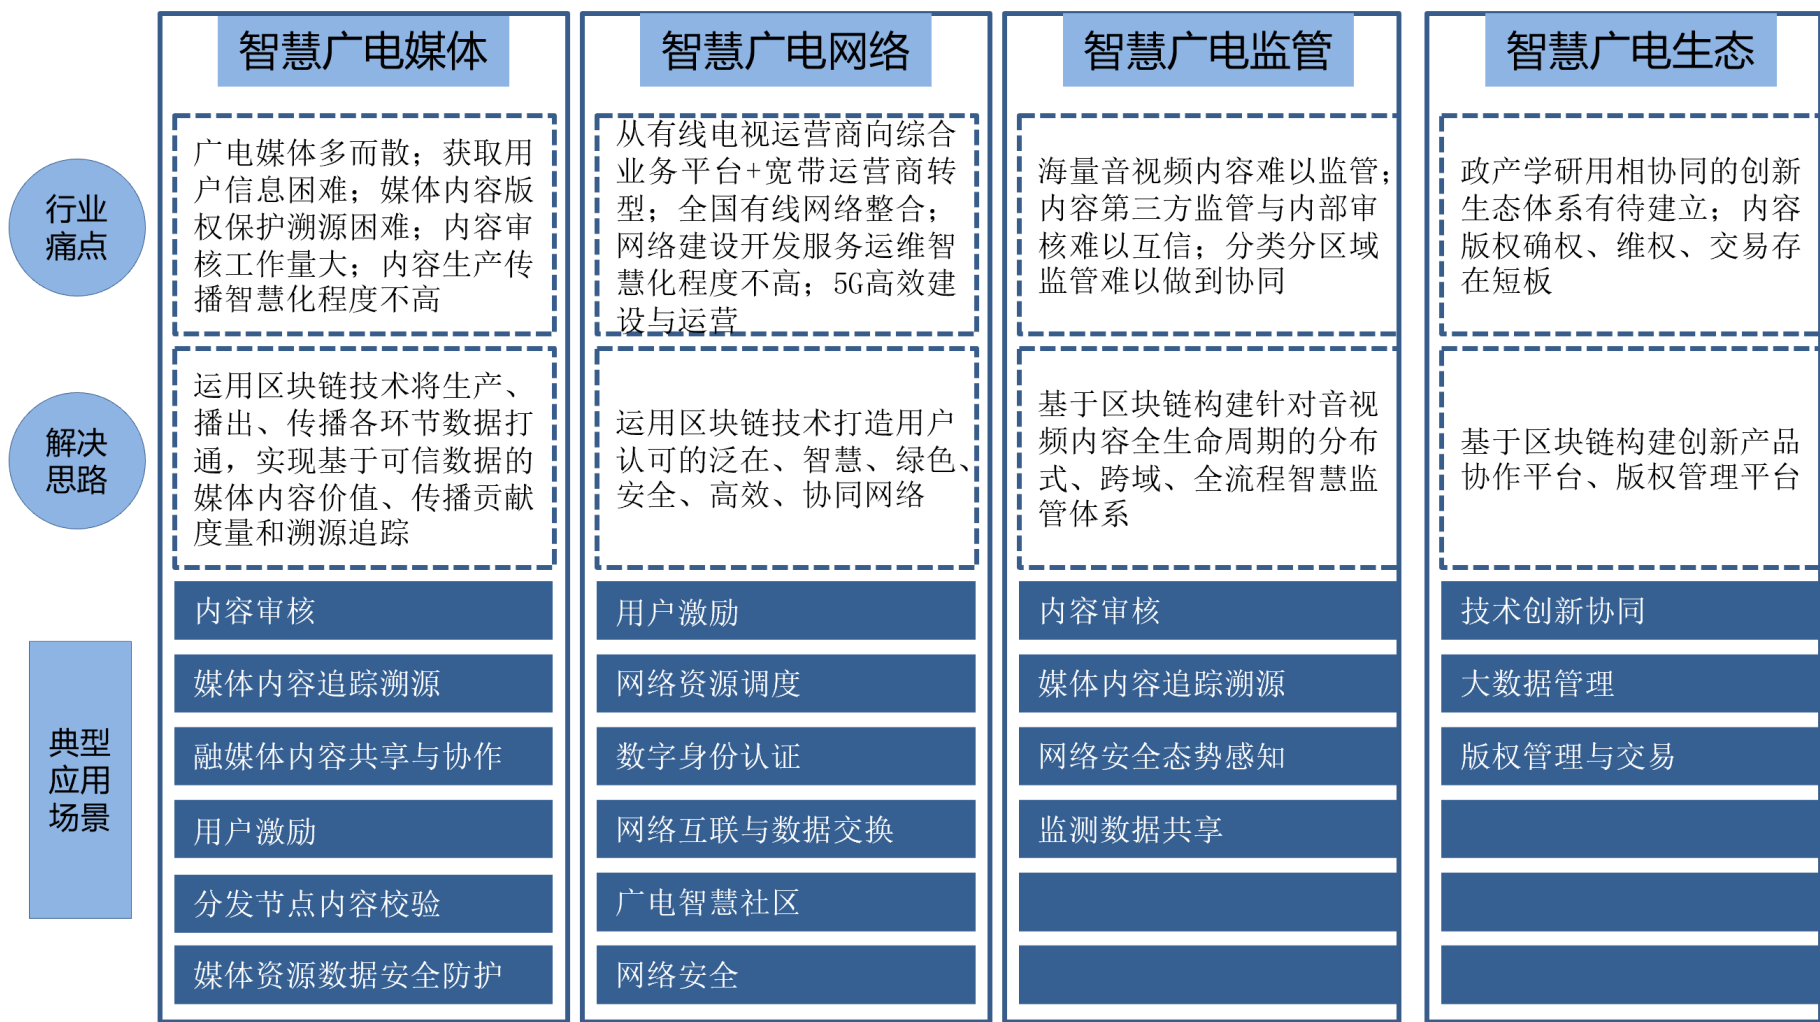 智慧广电媒体
智慧广电网络
智慧广电监管
智慧广电生态
行业
痛点
广电媒体多而散；获取用
户信息困难；媒体内容版
权保护溯源困难；内容审
核工作量大；内容生产传
播智慧化程度不高
从有线电视运营商向综合
业务平台+宽带运营商转
型；全国有线网络整合；
网络建设开发服务运维智
慧化程度不高；5G高效建
设与运营
海量音视频内容难以监管；
内容第三方监管与内部审
核难以互信；分类分区域
监管难以做到协同
政产学研用相协同的创新
生态体系有待建立；内容
版权确权、维权、交易存
在短板
解决
思路
运用区块链技术将生产、
播出、传播各环节数据打
通，实现基于可信数据的
媒体内容价值、传播贡献
度量和溯源追踪
运用区块链技术打造用户
认可的泛在、智慧、绿色、
安全、高效、协同网络
基于区块链构建针对音视
频内容全生命周期的分布
式、跨域、全流程智慧监
管体系
基于区块链构建创新产品
协作平台、版权管理平台
典型
应用
场景
内容审核
媒体内容追踪溯源
融媒体内容共享与协作
用户激励
分发节点内容校验
媒体资源数据安全防护
用户激励
网络资源调度
数字身份认证
网络互联与数据交换
广电智慧社区
网络安全
内容审核
媒体内容追踪溯源
网络安全态势感知
监测数据共享
技术创新协同
大数据管理
版权管理与交易